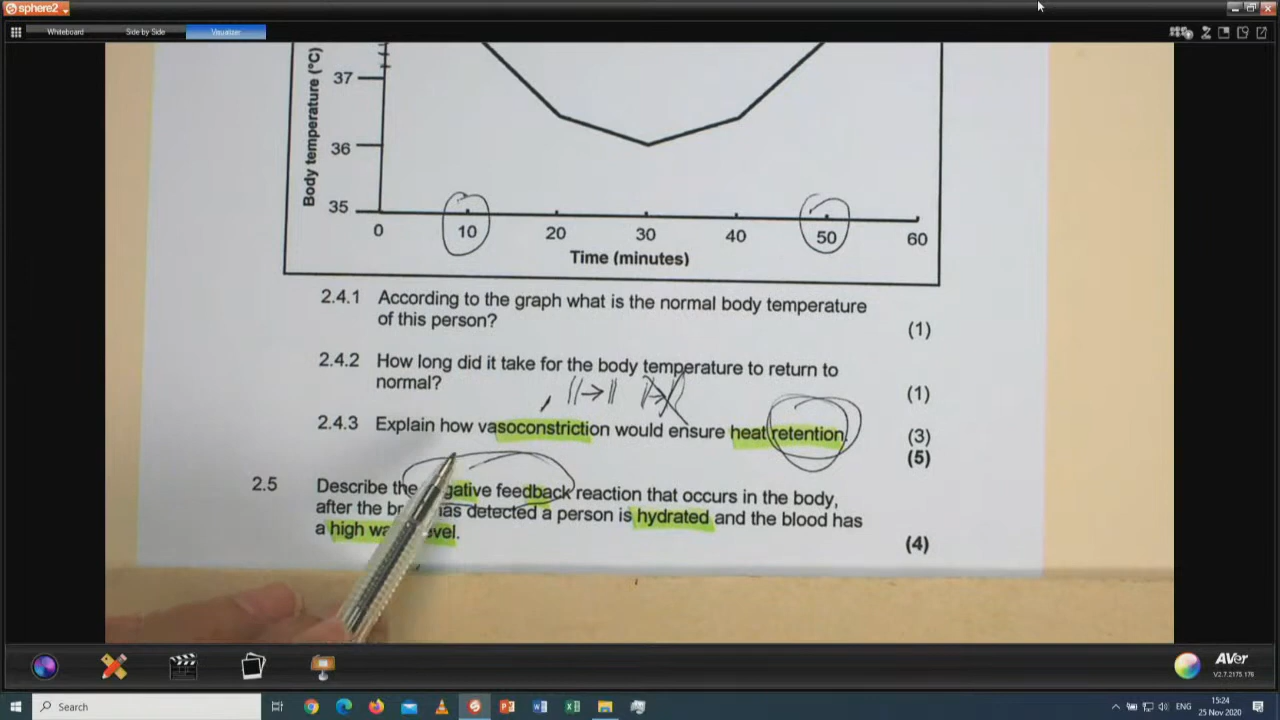 sphere2
Whiteboard Side by Side Visualizer
Body temperature (°C)
37
36
35
0 10 20 30 40 50 60
Time (minutes)
2.4.1 According to the graph what is the normal body temperature
of this person?
(1)
2.4.2 How long did it take for the body temperature to return to
normal?
(1)
2.4.3 Explain how vasoconstriction would ensure heat retention. (3)
(5)
2.5 Describe the feedback reaction that occurs in the body,
after the has detected a person is hydrated and the blood has
a high
(4)
AVer
V2.7.2175.178
Search
ENG
15:24
25 Nov 2020